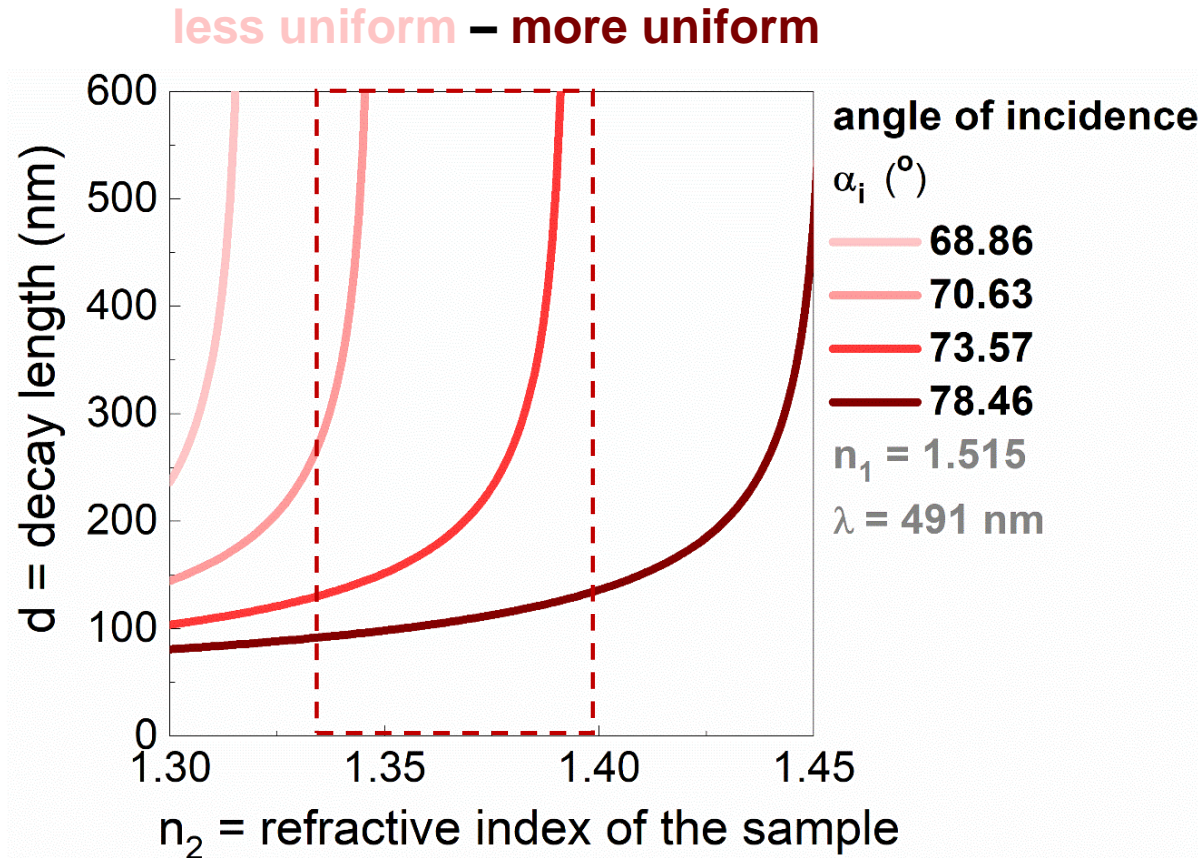 less uniform – more uniform
600
500
400
300
200
100
0
d = decay length (nm)
1.30 1.35 1.40 1.45
n₂ = refractive index of the sample
angle of incidence
αᵢ (º)
68.86
70.63
73.57
78.46
n₁ = 1.515
λ = 491 nm